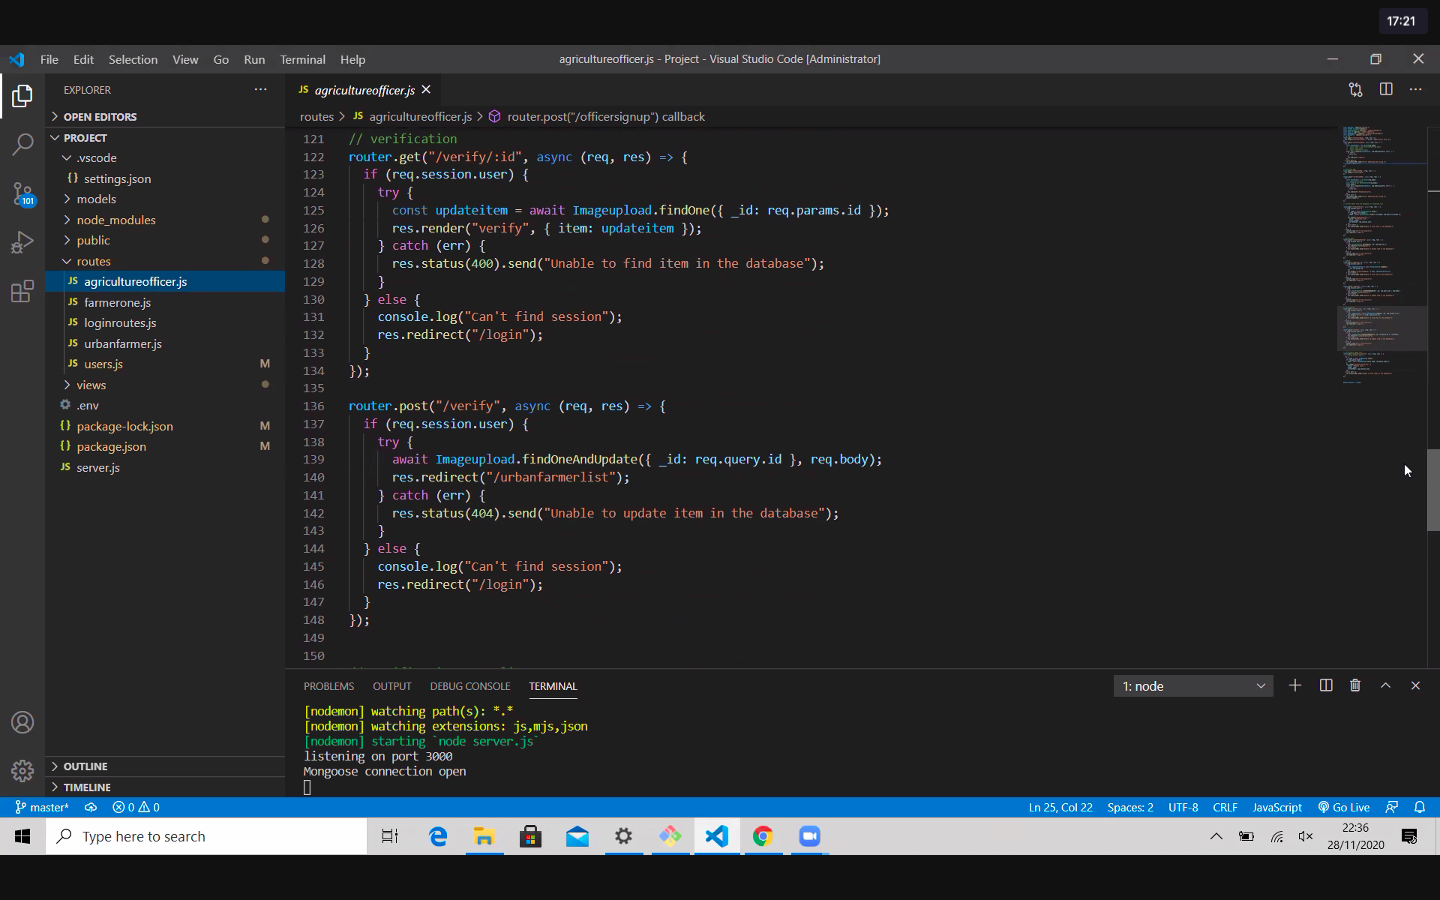 17:21
File Edit Selection View Go Run Terminal Help
agricultureofficer.js - Project - Visual Studio Code [Administrator]
EXPLORER
OPEN EDITORS
PROJECT
.vscode
{} settings.json
models
node_modules
public
routes
JS agricultureofficer.js
JS farmerone.js
JS loginroutes.js
JS urbanfarmer.js
JS users.js M
views
.env
{} package-lock.json M
{} package.json M
JS server.js
OUTLINE
TIMELINE
101
JS agricultureofficer.js
routes > JS agricultureofficer.js > router.post("/officersignup") callback
121 // verification
122 router.get("/verify/:id", async (req, res) => {
123 if (req.session.user) {
124 try {
125 const updateitem = await Imageupload.findOne({ _id: req.params.id });
126 res.render("verify", { item: updateitem });
127 } catch (err) {
128 res.status(400).send("Unable to find item in the database");
129 }
130 } else {
131 console.log("Can't find session");
132 res.redirect("/login");
133 }
134 });
135
136 router.post("/verify", async (req, res) => {
137 if (req.session.user) {
138 try {
139 await Imageupload.findOneAndUpdate({ _id: req.query.id }, req.body);
140 res.redirect("/urbanfarmerlist");
141 } catch (err) {
142 res.status(404).send("Unable to update item in the database");
143 }
144 } else {
145 console.log("Can't find session");
146 res.redirect("/login");
147 }
148 });
149
150
PROBLEMS OUTPUT DEBUG CONSOLE TERMINAL
1: node
[nodemon] watching path(s): *.*
[nodemon] watching extensions: js,mjs,json
[nodemon] starting `node server.js`
listening on port 3000
Mongoose connection open
master* 0 0
Ln 25, Col 22 Spaces: 2 UTF-8 CRLF JavaScript Go Live
Type here to search
22:36
28/11/2020